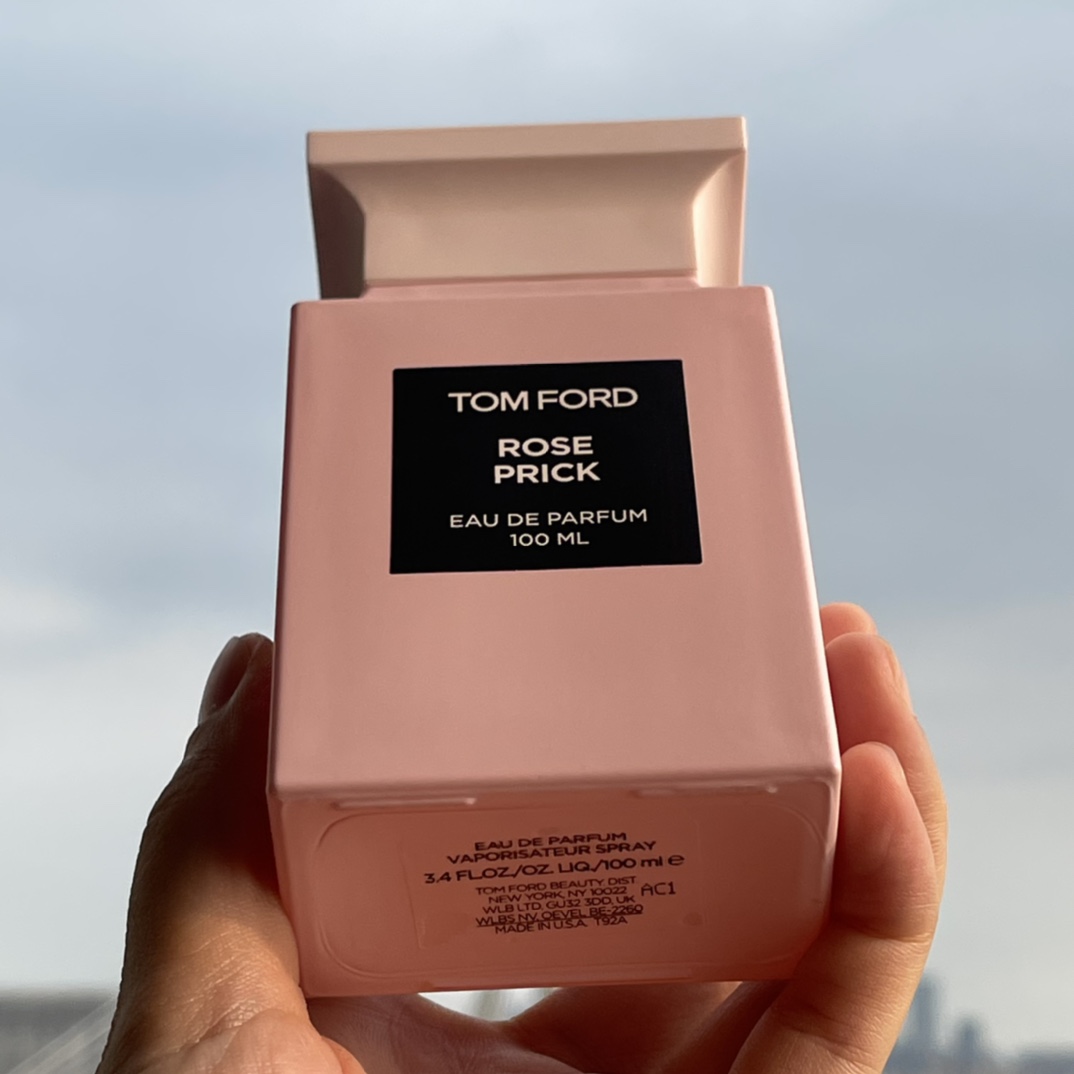 TOM FORD
ROSE
PRICK
EAU DE PARFUM
100 ML
EAU DE PARFUM
VAPORISATEUR SPRAY
3.4 FL.OZ./OZ. LIQ./100 ml ℮
TOM FORD BEAUTY, DIST.
NEW YORK, NY 10022
AC1
WLB LTD, GU32 3DD, UK
WLBS NV, OEVEL BE-2260
MADE IN U.S.A. T92A